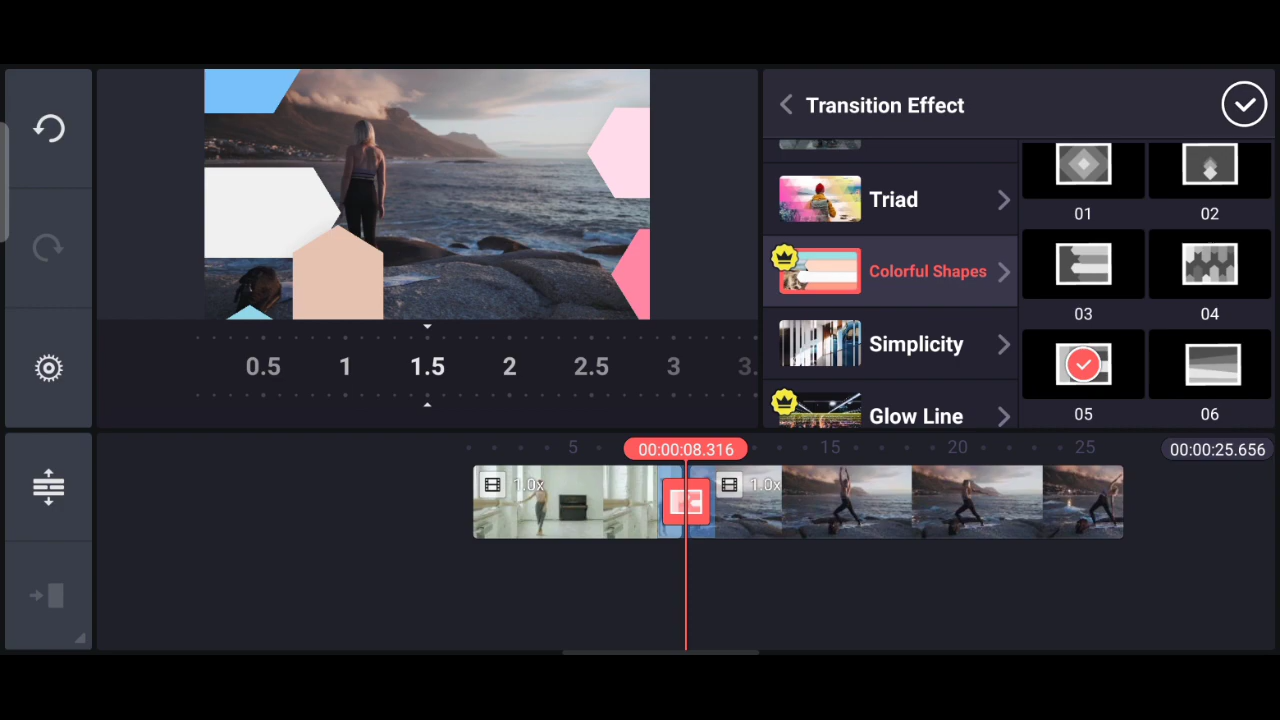 Transition Effect
Triad
Colorful Shapes
Simplicity
Glow Line
01
02
03
04
05
06
0.5
1
1.5
2
2.5
3
3.
5
00:00:08.316
15
20
25
00:00:25.656
1.0x
1.0x